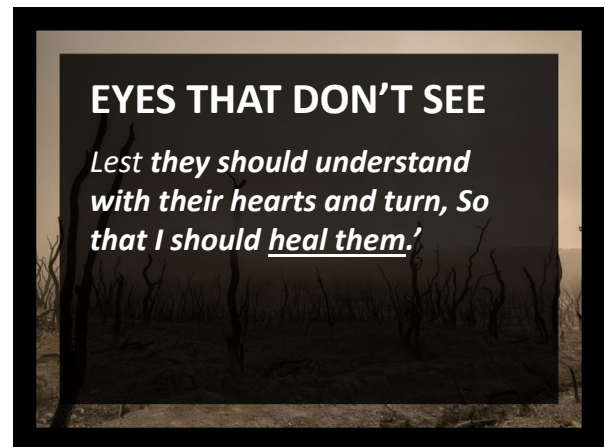 EYES THAT DON’T SEE
Lest they should understand
with their hearts and turn, So
that I should heal them.’